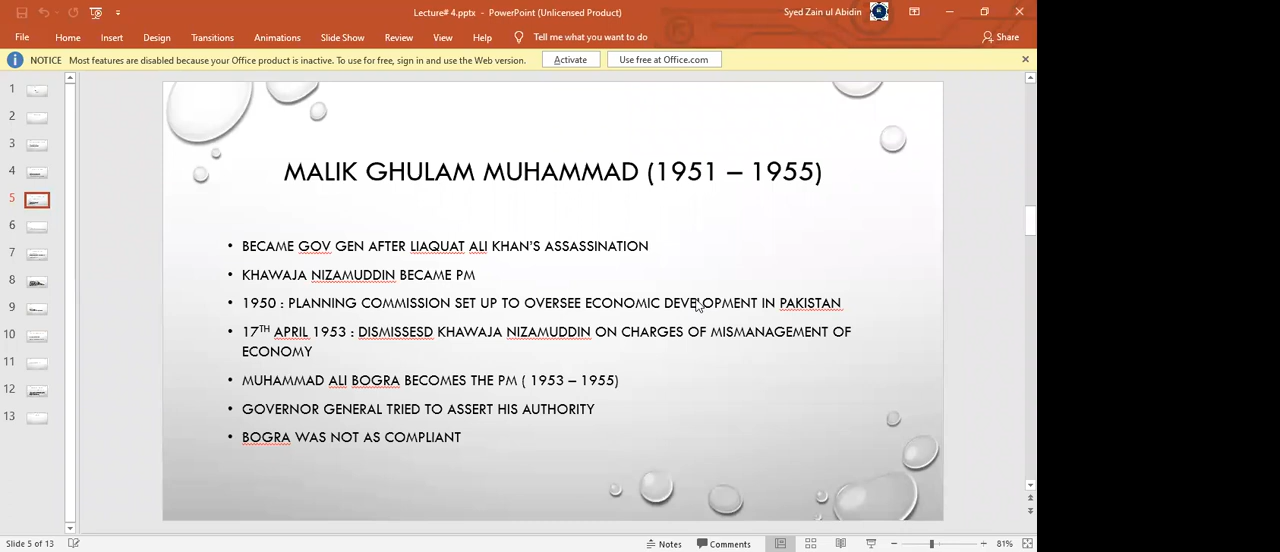 Lecture# 4.pptx - PowerPoint (Unlicensed Product)
Syed Zain ul Abidin
File Home Insert Design Transitions Animations Slide Show Review View Help Tell me what you want to do Share
NOTICE Most features are disabled because your Office product is inactive. To use for free, sign in and use the Web version. Activate Use free at Office.com
1
2
3
4
5
6
7
8
9
10
11
12
13
MALIK GHULAM MUHAMMAD (1951 – 1955)
• BECAME GOV GEN AFTER LIAQUAT ALI KHAN'S ASSASSINATION
• KHAWAJA NIZAMUDDIN BECAME PM
• 1950 : PLANNING COMMISSION SET UP TO OVERSEE ECONOMIC DEVELOPMENT IN PAKISTAN
• 17TH APRIL 1953 : DISMISSESD KHAWAJA NIZAMUDDIN ON CHARGES OF MISMANAGEMENT OF
ECONOMY
• MUHAMMAD ALI BOGRA BECOMES THE PM ( 1953 – 1955)
• GOVERNOR GENERAL TRIED TO ASSERT HIS AUTHORITY
• BOGRA WAS NOT AS COMPLIANT
Slide 5 of 13 Notes Comments 81%